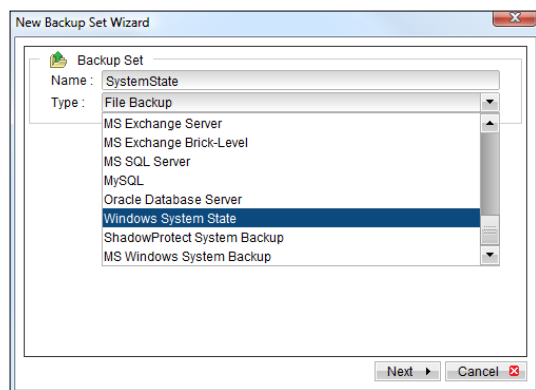 New Backup Set Wizard
Backup Set
Name : SystemState
Type : File Backup
MS Exchange Server
MS Exchange Brick-Level
MS SQL Server
MySQL
Oracle Database Server
Windows System State
ShadowProtect System Backup
MS Windows System Backup
Next Cancel